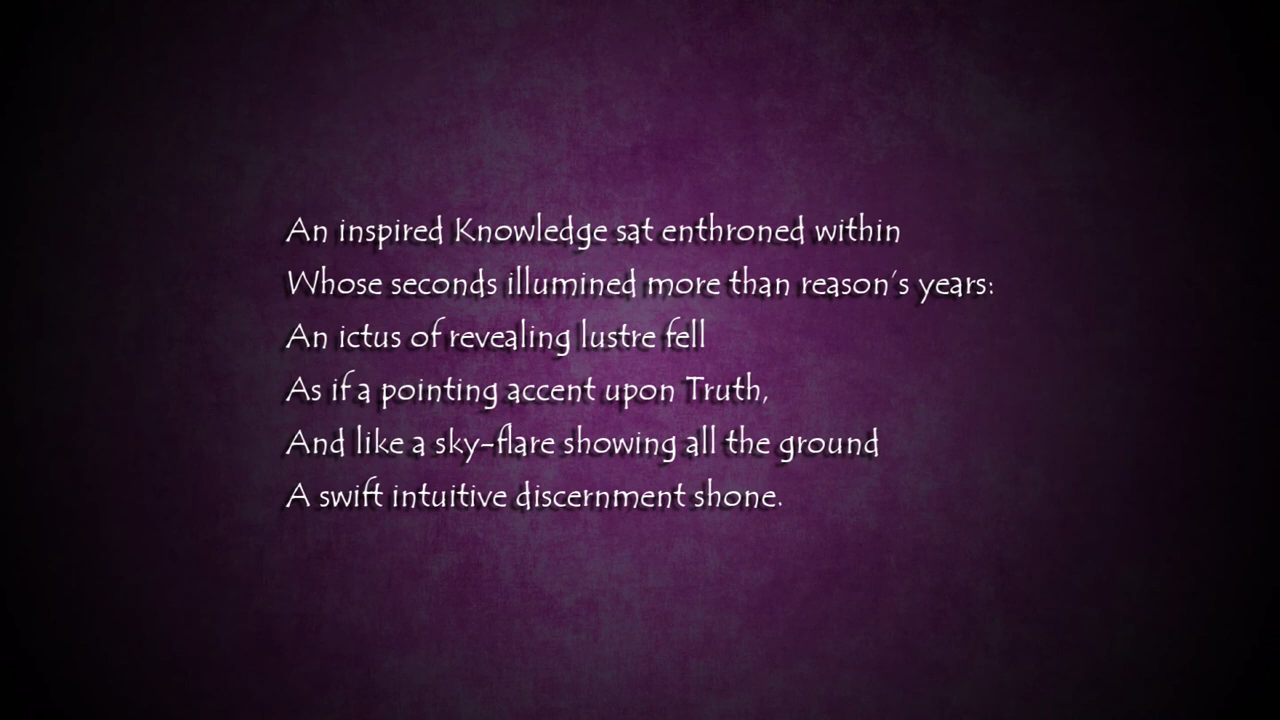 An inspired Knowledge sat enthroned within
Whose seconds illumined more than reason's years:
An ictus of revealing lustre fell
As if a pointing accent upon Truth,
And like a sky-flare showing all the ground
A swift intuitive discernment shone.